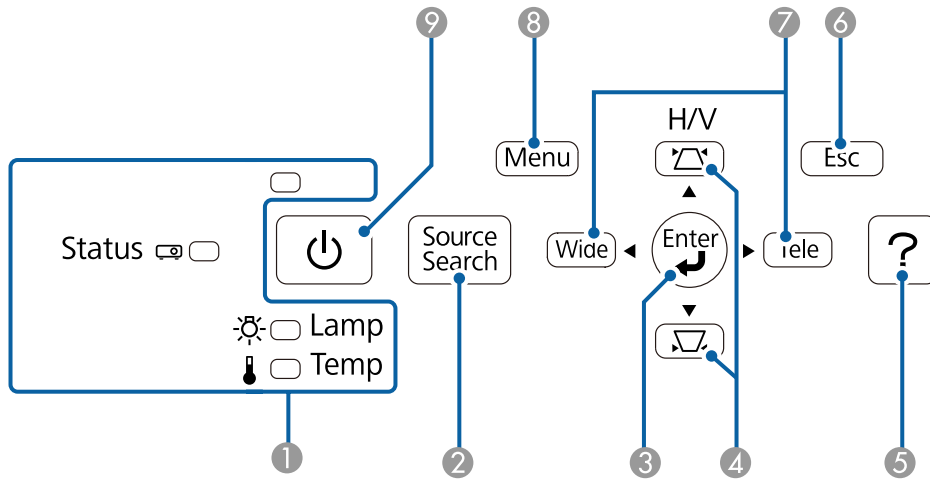 9 8 7 6
H/V
Menu Esc
Status
Source
Search
Wide Enter Tele ?
Lamp
Temp
1 2 3 4 5